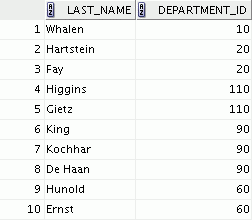 LAST_NAME DEPARTMENT_ID
1 Whalen 10
2 Hartstein 20
3 Fay 20
4 Higgins 110
5 Gietz 110
6 King 90
7 Kochhar 90
8 De Haan 90
9 Hunold 60
10 Ernst 60